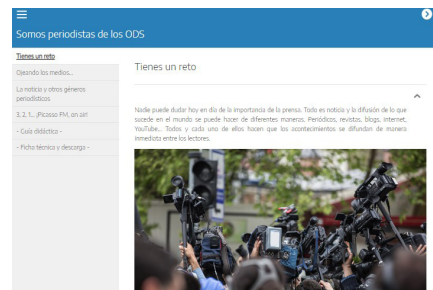 Somos periodistas de los ODS
Tienes un reto
Ojeando los medios...
La noticia y otros géneros
periodísticos
3, 2, 1... ¡Picasso FM, on air!
- Guía didáctica -
- Ficha técnica y descarga -
Tienes un reto
Nadie puede dudar hoy en día de la importancia de la prensa. Todo es noticia y la difusión de lo que
sucede en el mundo se puede hacer de diferentes maneras. Periódicos, revistas, blogs, internet,
YouTube... Todos y cada uno de ellos hacen que los acontecimientos se difundan de manera
inmediata entre los lectores.